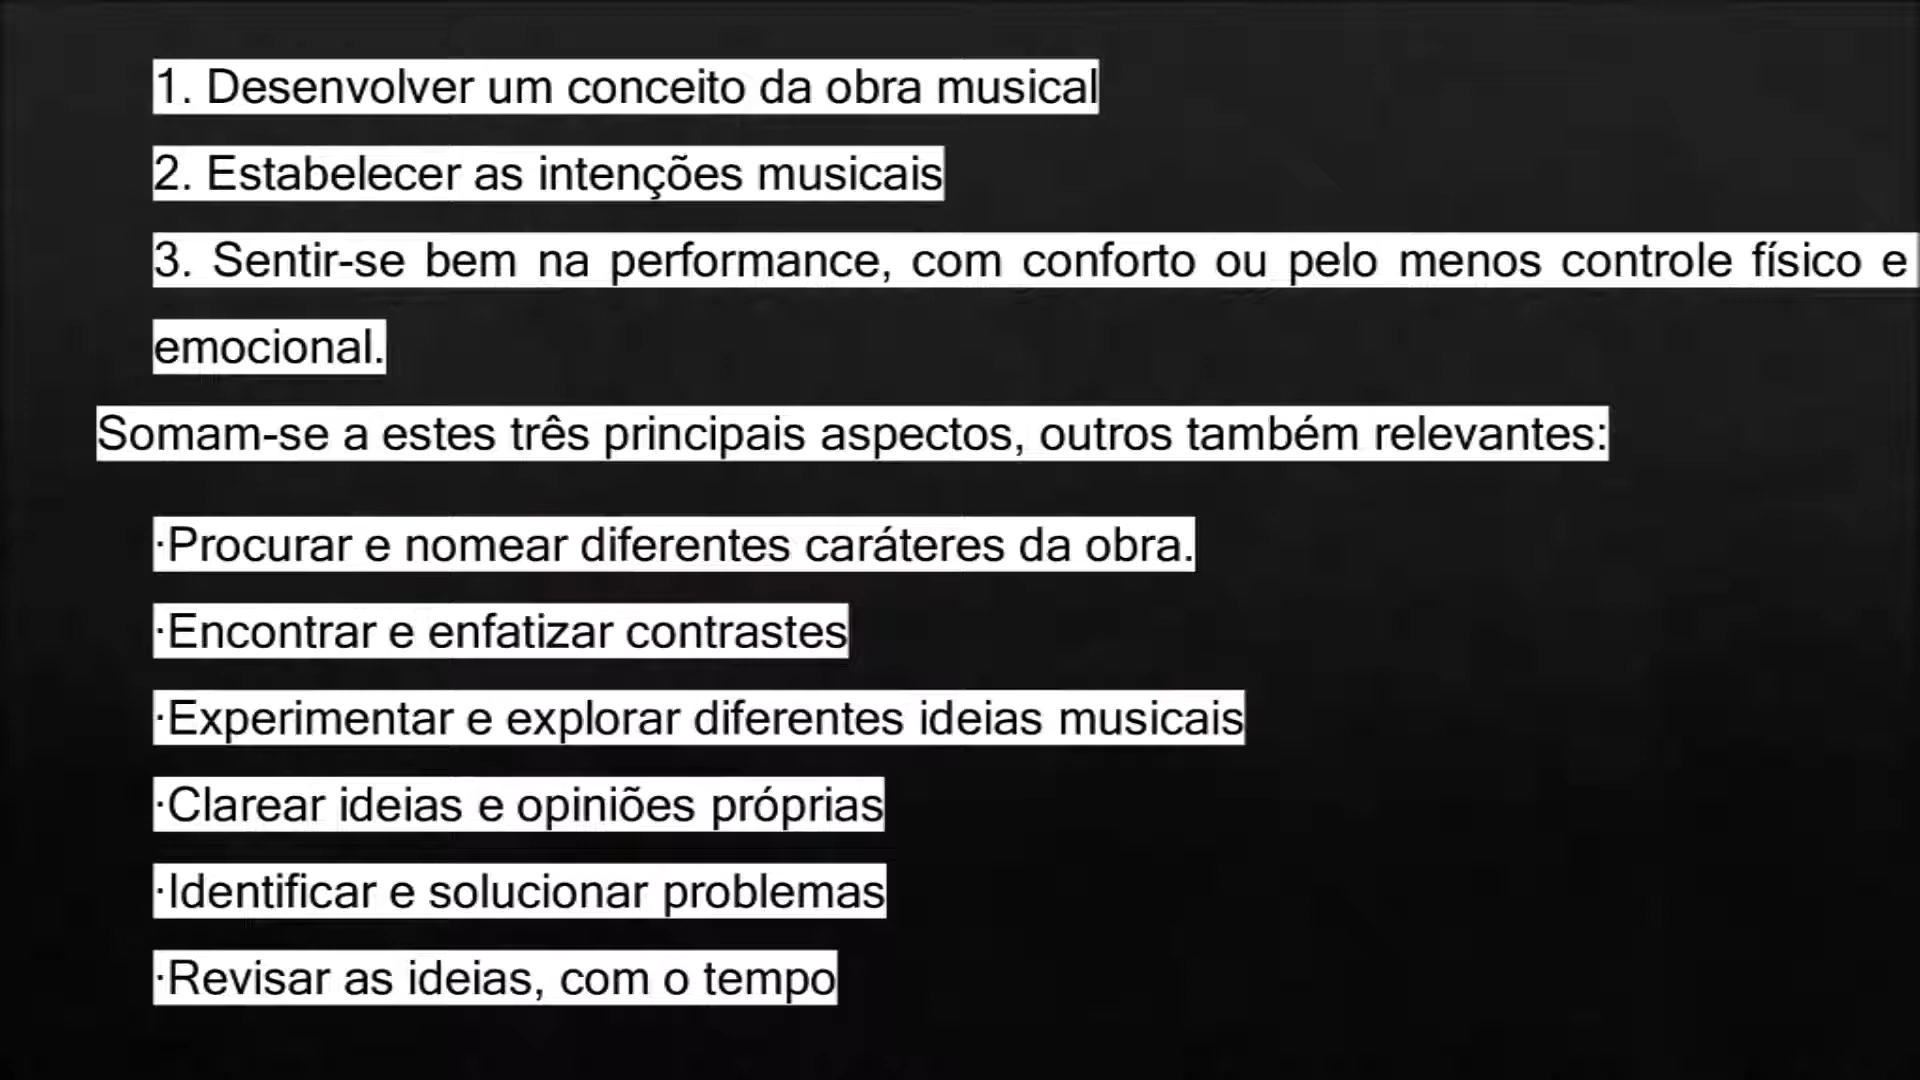 1. Desenvolver um conceito da obra musical
2. Estabelecer as intenções musicais
3. Sentir-se bem na performance, com conforto ou pelo menos controle físico e
emocional.
Somam-se a estes três principais aspectos, outros também relevantes:
·Procurar e nomear diferentes caráteres da obra.
·Encontrar e enfatizar contrastes
·Experimentar e explorar diferentes ideias musicais
·Clarear ideias e opiniões próprias
·Identificar e solucionar problemas
·Revisar as ideias, com o tempo